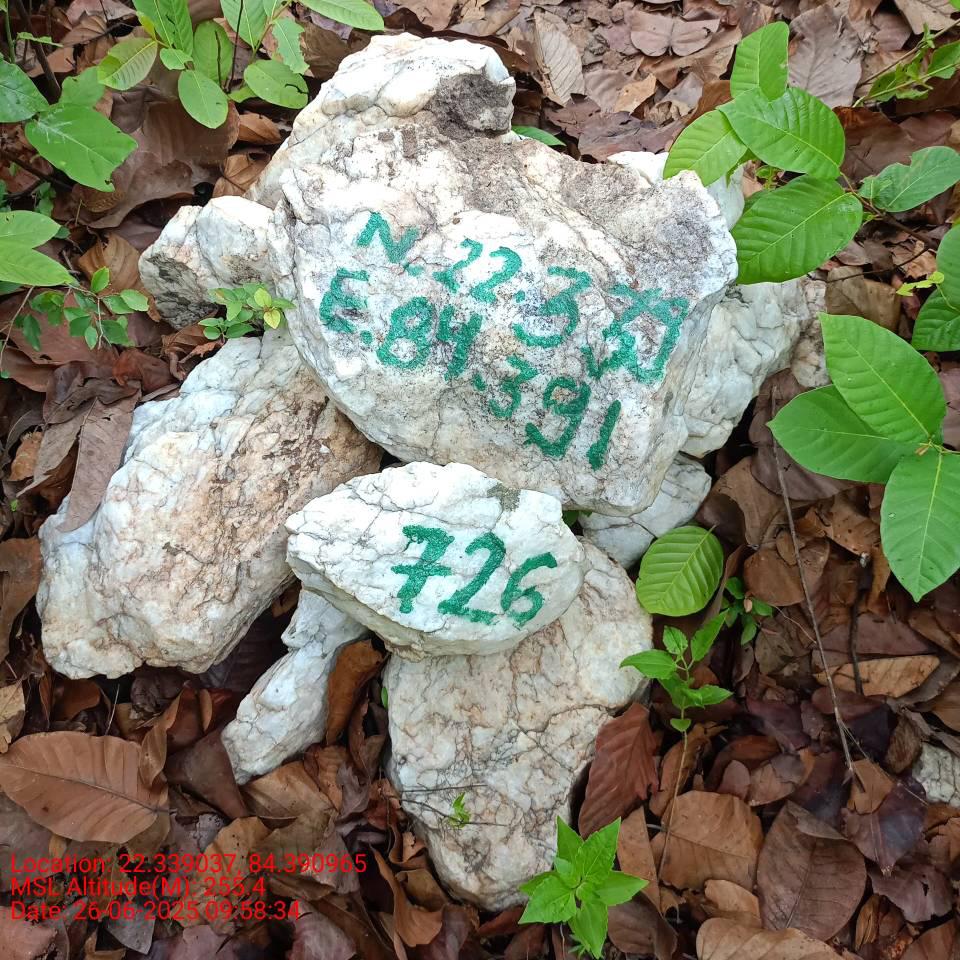 N.22.339
E.84.391
726
Location: 22.339037, 84.390965
MSL Altitude(M): 255.4
Date: 26-06-2025 09:58:34